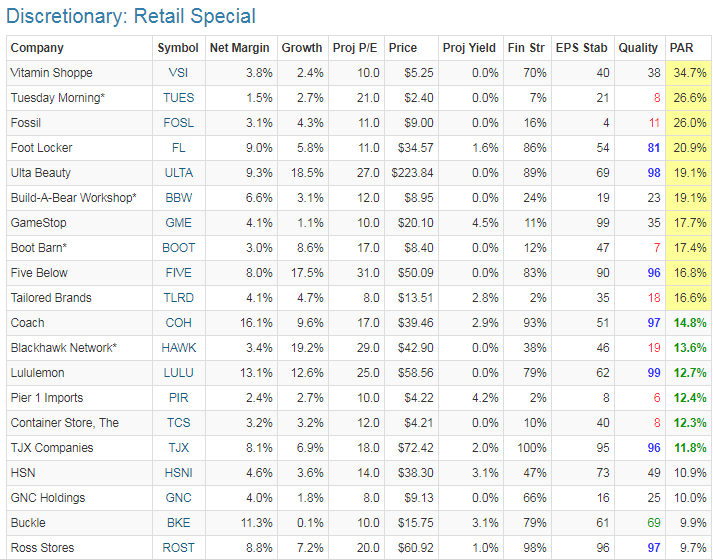 Discretionary: Retail Special
Company Symbol Net Margin Growth Proj P/E Price Proj Yield Fin Str EPS Stab Quality PAR
Vitamin Shoppe VSI 3.8% 2.4% 10.0 $5.25 0.0% 70% 40 38 34.7%
Tuesday Morning* TUES 1.5% 2.7% 21.0 $2.40 0.0% 7% 21 8 26.6%
Fossil FOSL 3.1% 4.3% 11.0 $9.00 0.0% 16% 4 11 26.0%
Foot Locker FL 9.0% 5.8% 11.0 $34.57 1.6% 86% 54 81 20.9%
Ulta Beauty ULTA 9.3% 18.5% 27.0 $223.84 0.0% 89% 69 98 19.1%
Build-A-Bear Workshop* BBW 6.6% 3.1% 12.0 $8.95 0.0% 24% 19 23 19.1%
GameStop GME 4.1% 1.1% 10.0 $20.10 4.5% 11% 99 35 17.7%
Boot Barn* BOOT 3.0% 8.6% 17.0 $8.40 0.0% 12% 47 7 17.4%
Five Below FIVE 8.0% 17.5% 31.0 $50.09 0.0% 83% 90 96 16.8%
Tailored Brands TLRD 4.1% 4.7% 8.0 $13.51 2.8% 2% 35 18 16.6%
Coach COH 16.1% 9.6% 17.0 $39.46 2.9% 93% 51 97 14.8%
Blackhawk Network* HAWK 3.4% 19.2% 29.0 $42.90 0.0% 38% 46 19 13.6%
Lululemon LULU 13.1% 12.6% 25.0 $58.56 0.0% 79% 62 99 12.7%
Pier 1 Imports PIR 2.4% 2.7% 10.0 $4.22 4.2% 2% 8 6 12.4%
Container Store, The TCS 3.2% 3.2% 12.0 $4.21 0.0% 10% 40 8 12.3%
TJX Companies TJX 8.1% 6.9% 18.0 $72.42 2.0% 100% 95 96 11.8%
HSN HSNI 4.6% 3.6% 14.0 $38.30 3.1% 47% 73 49 10.9%
GNC Holdings GNC 4.0% 1.8% 8.0 $9.13 0.0% 66% 16 25 10.0%
Buckle BKE 11.3% 0.1% 10.0 $15.75 3.1% 79% 61 69 9.9%
Ross Stores ROST 8.8% 7.2% 20.0 $60.92 1.0% 98% 96 97 9.7%